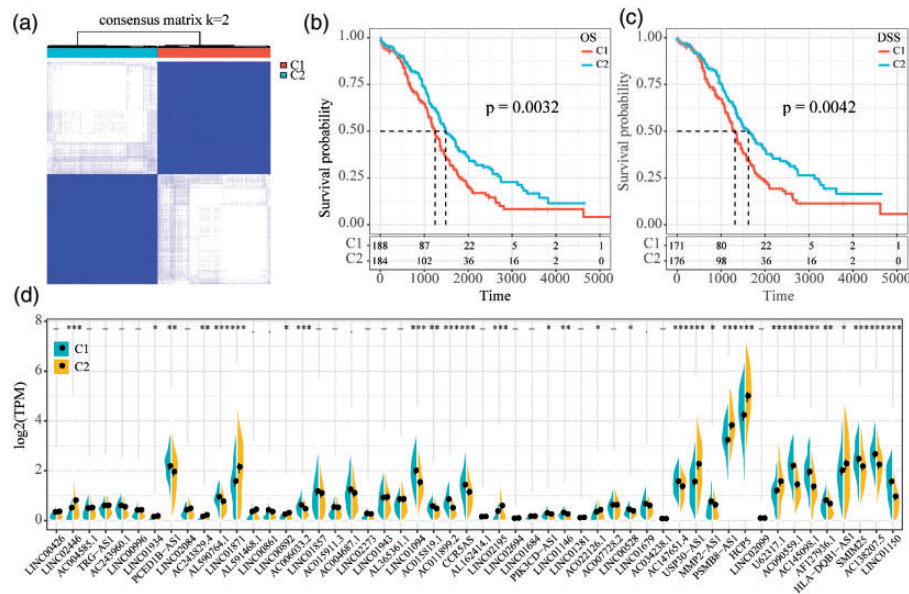 (a)
consensus matrix k=2
C1
C2
(b)
OS
C1
C2
p = 0.0032
Survival probability
1.00
0.75
0.50
0.25
0.00
C1 188 87 22 5 2 1
C2 184 102 36 16 2 0
0 1000 2000 3000 4000 5000
Time
(c)
DSS
C1
C2
p = 0.0042
Survival probability
1.00
0.75
0.50
0.25
0.00
C1 171 80 22 5 2 1
C2 176 98 36 16 2 0
0 1000 2000 3000 4000 5000
Time
(d)
C1
C2
log2(TPM)
8
6
4
2
0
LINC00426
LINC02446
AC004585.1
TRG-AS1
AC245960.1
LINC00996
LINC01934
PCED1B-AS1
LINC02084
AC243829.4
AL590764.1
LINC01871
AL591468.1
LINC00861
LINC00892
AC006033.2
LINC01857
AC015911.3
AC004687.1
LINC02773
LINC01943
AL365361.1
LINC01094
AC015819.1
AC011899.2
CCR5AS
AL162414.1
LINC02195
LINC02694
LINC01684
PIK3CD-AS1
LINC01146
LINC01781
AC022126.1
AC007728.2
LINC00528
LINC01679
AC024238.1
AC147651.4
USP30-AS1
MMP2-AS1
PSMB8-AS1
HCP5
LINC02099
U62317.1
AC090559.1
AC145098.1
AF127936.1
HLA-DQB1-AS1
SMIM25
AC138207.5
LINC01150